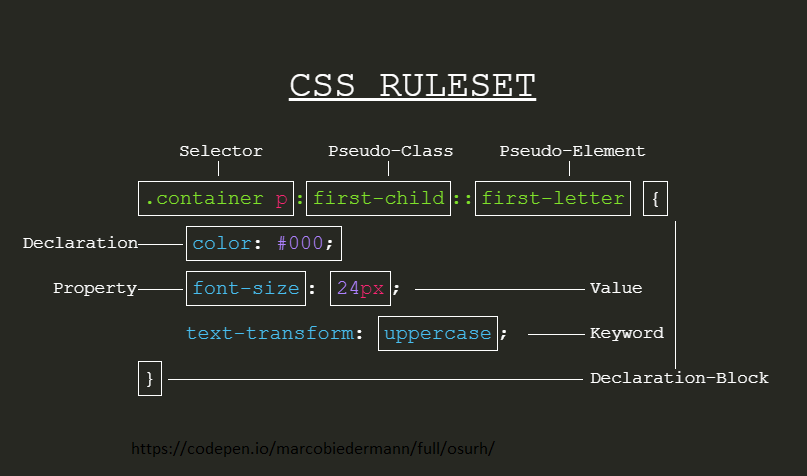 CSS RULESET
Selector Pseudo-Class Pseudo-Element
.container p:first-child::first-letter {
Declaration color: #000;
Property font-size: 24px; Value
text-transform: uppercase; Keyword
} Declaration-Block
https://codepen.io/marcobiedermann/full/osurh/